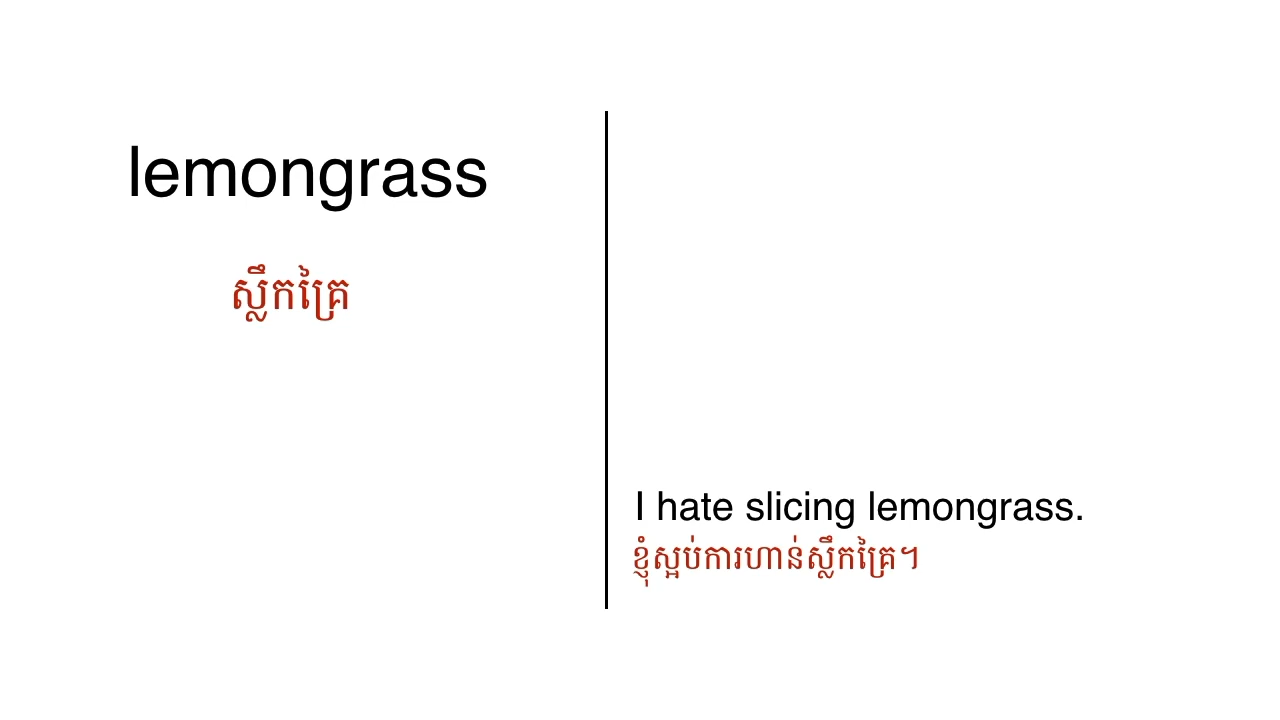 lemongrass
ស្លឹកគ្រៃ
I hate slicing lemongrass.
ខ្ញុំស្អប់ការហាន់ស្លឹកគ្រៃ។